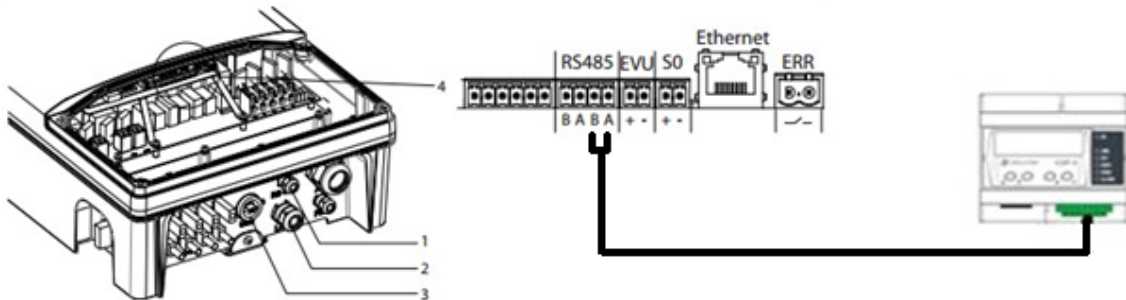 Ethernet
RS485 EVU S0
ERR
B A B A + - + -
4
1
2
3